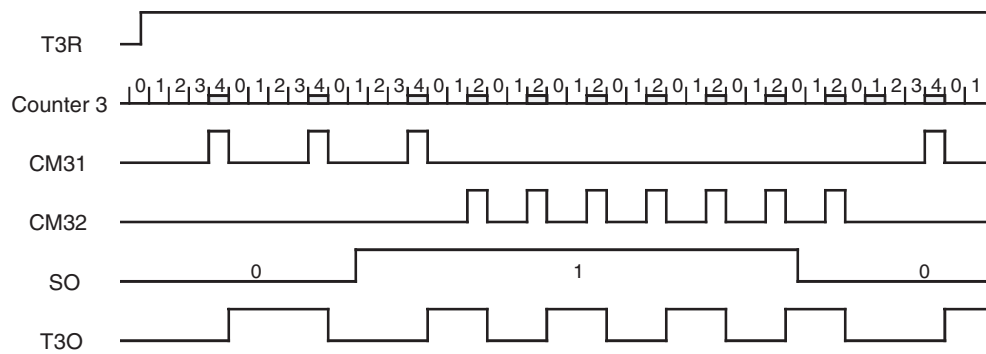 T3R
Counter 3 0 1 2 3 4 0 1 2 3 4 0 1 2 3 4 0 1 2 0 1 2 0 1 2 0 1 2 0 1 2 0 1 2 0 1 2 0 1 2 3 4 0 1
CM31
CM32
SO 0 1 0
T3O